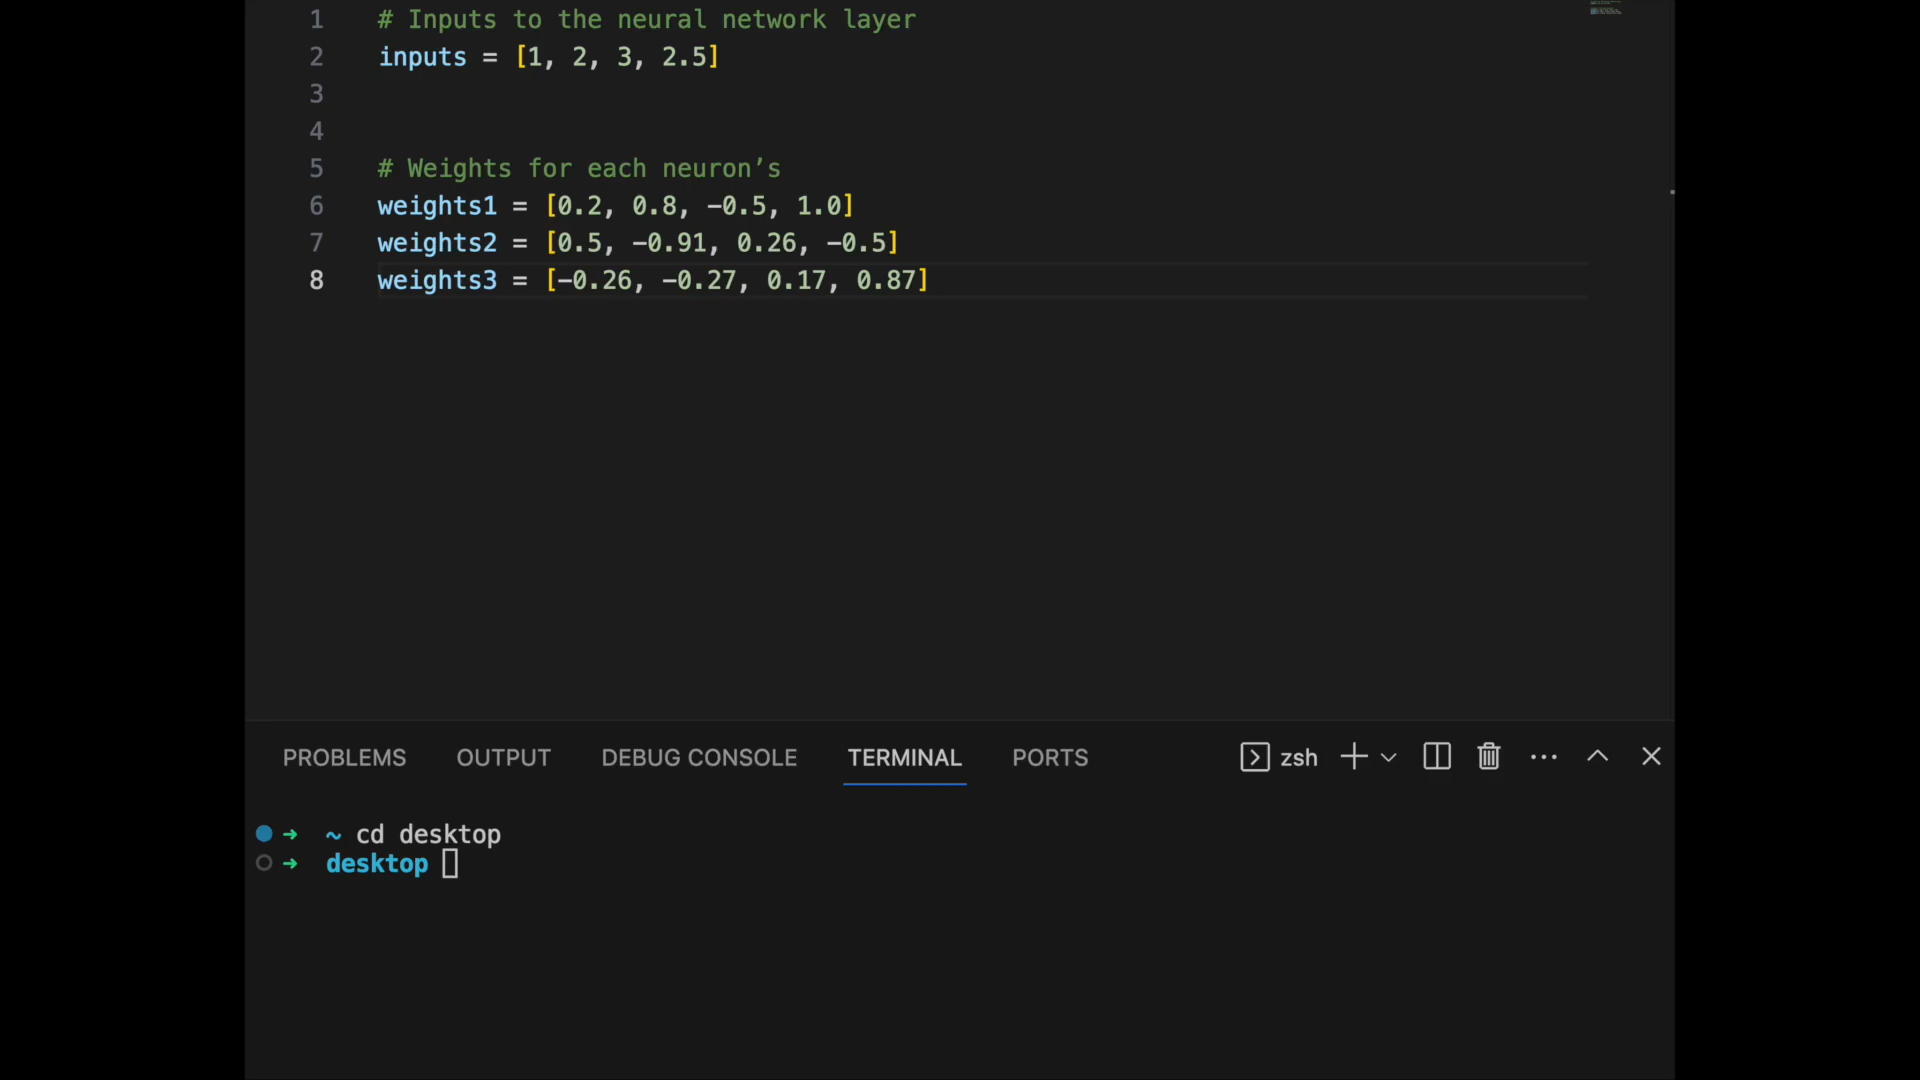 1 # Inputs to the neural network layer
2 inputs = [1, 2, 3, 2.5]
3
4
5 # Weights for each neuron’s
6 weights1 = [0.2, 0.8, -0.5, 1.0]
7 weights2 = [0.5, -0.91, 0.26, -0.5]
8 weights3 = [-0.26, -0.27, 0.17, 0.87]
PROBLEMS OUTPUT DEBUG CONSOLE TERMINAL PORTS zsh
➜ ~ cd desktop
➜ desktop